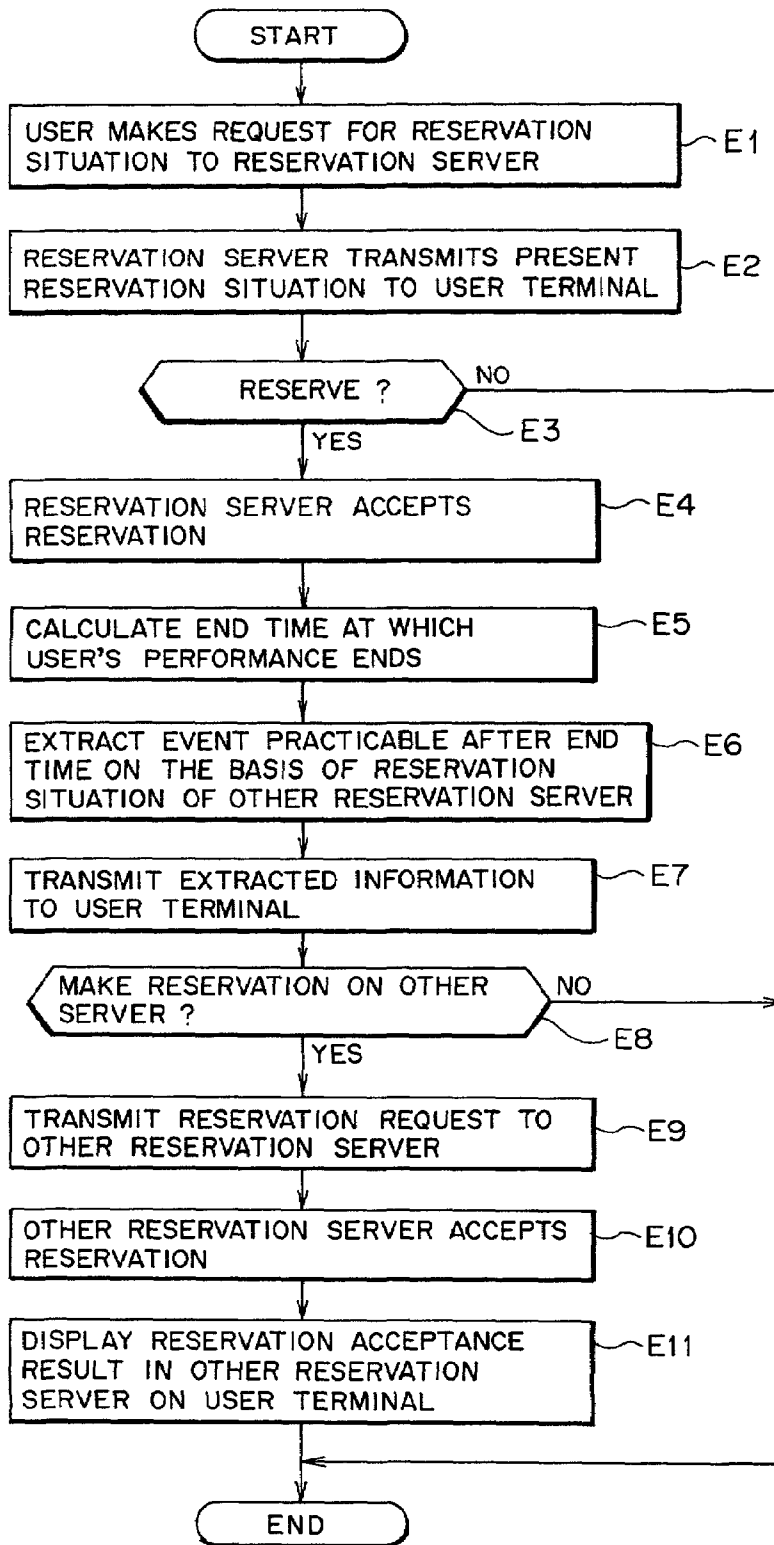 START
USER MAKES REQUEST FOR RESERVATION
SITUATION TO RESERVATION SERVER
E1
RESERVATION SERVER TRANSMITS PRESENT
RESERVATION SITUATION TO USER TERMINAL
E2
RESERVE ?
NO
E3
YES
RESERVATION SERVER ACCEPTS
RESERVATION
E4
CALCULATE END TIME AT WHICH
USER'S PERFORMANCE ENDS
E5
EXTRACT EVENT PRACTICABLE AFTER END
TIME ON THE BASIS OF RESERVATION
SITUATION OF OTHER RESERVATION SERVER
E6
TRANSMIT EXTRACTED INFORMATION
TO USER TERMINAL
E7
MAKE RESERVATION ON OTHER
SERVER ?
NO
E8
YES
TRANSMIT RESERVATION REQUEST TO
OTHER RESERVATION SERVER
E9
OTHER RESERVATION SERVER ACCEPTS
RESERVATION
E10
DISPLAY RESERVATION ACCEPTANCE
RESULT IN OTHER RESERVATION
SERVER ON USER TERMINAL
E11
END